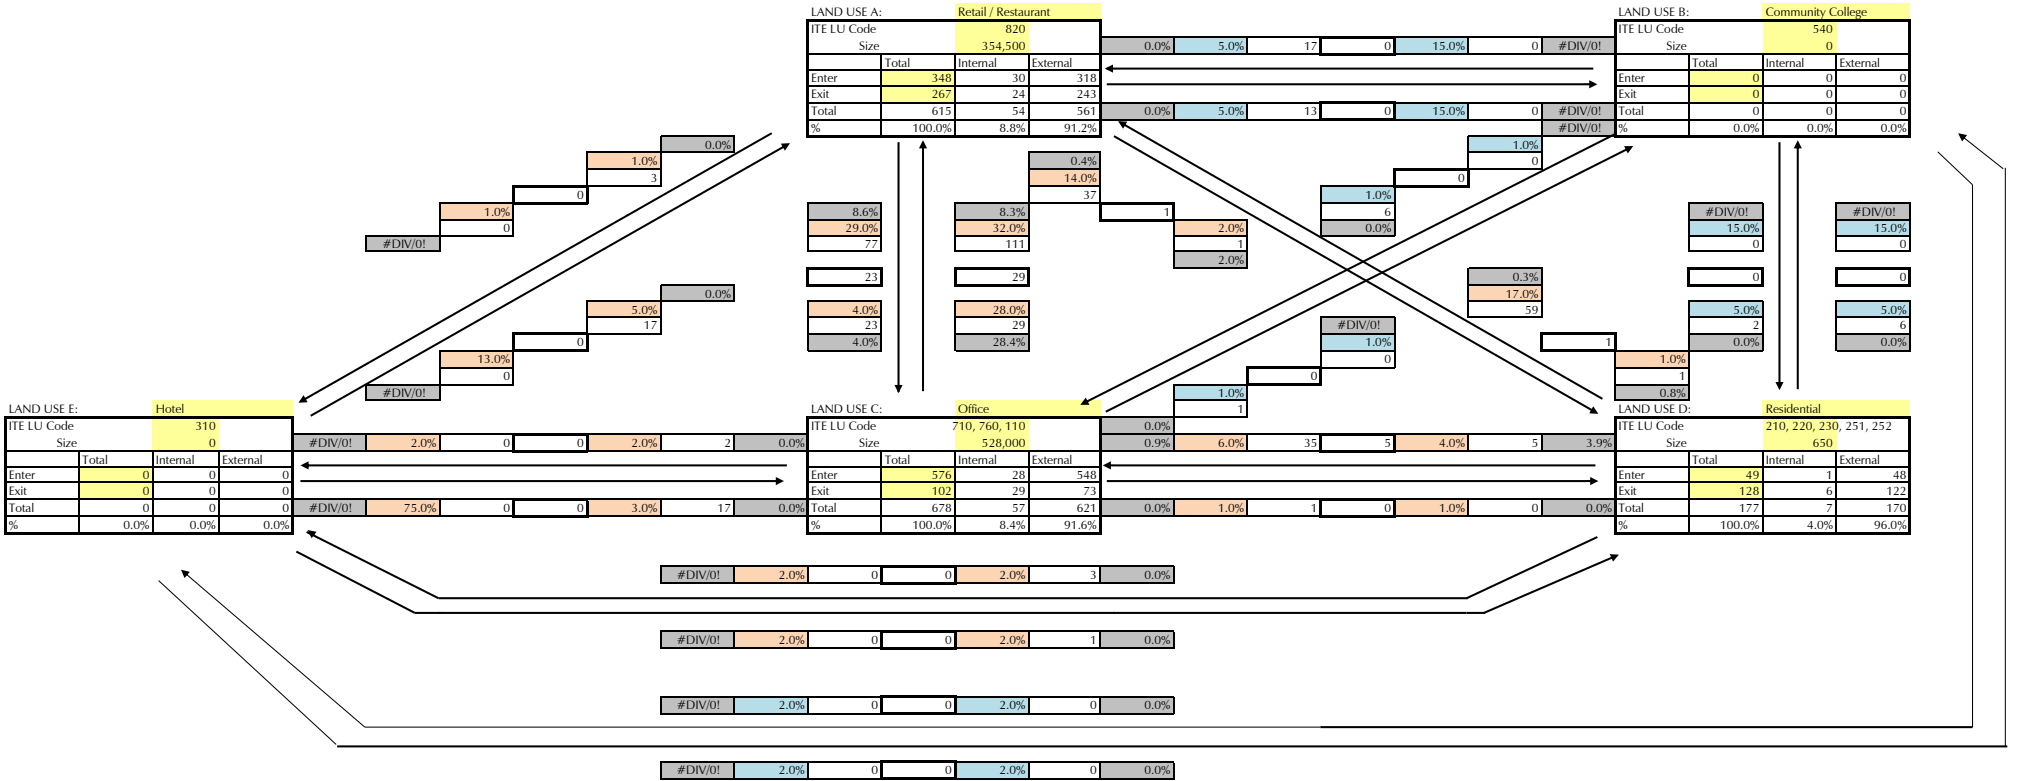 LAND USE A: Retail / Restaurant LAND USE B: Community College
ITE LU Code 820 ITE LU Code 540
Size 354,500 0.0% 5.0% 17 0 15.0% 0 #DIV/0! Size 0
Total Internal External Total Internal External
Enter 348 30 318 Enter 0 0 0
Exit 267 24 243 Exit 0 0 0
Total 615 54 561 0.0% 5.0% 13 0 15.0% 0 #DIV/0! Total 0 0 0
% 100.0% 8.8% 91.2% #DIV/0! % 0.0% 0.0% 0.0%
0.0% 1.0%
1.0% 0.4% 0
3 14.0% 0
0 37 1.0%
1.0% 8.6% 8.3% 1 6 #DIV/0! #DIV/0!
0 29.0% 32.0% 2.0% 0.0% 15.0% 15.0%
#DIV/0! 77 111 1 0 0
2.0%
23 29 0.3% 0 0
0.0% 17.0%
5.0% 4.0% 28.0% 59 5.0% 5.0%
17 23 29 #DIV/0! 2 6
0 4.0% 28.4% 1.0% 1 0.0% 0.0%
13.0% 0 1.0%
0 0 1
#DIV/0! 1.0% 0.8%
LAND USE E: Hotel LAND USE C: Office 1 LAND USE D: Residential
ITE LU Code 310 ITE LU Code 710, 760, 110 0.0% ITE LU Code 210, 220, 230, 251, 252
Size 0 #DIV/0! 2.0% 0 0 2.0% 2 0.0% Size 528,000 0.9% 6.0% 35 5 4.0% 5 3.9% Size 650
Total Internal External Total Internal External Total Internal External
Enter 0 0 0 Enter 576 28 548 Enter 49 1 48
Exit 0 0 0 Exit 102 29 73 Exit 128 6 122
Total 0 0 0 #DIV/0! 75.0% 0 0 3.0% 17 0.0% Total 678 57 621 0.0% 1.0% 1 0 1.0% 0 0.0% Total 177 7 170
% 0.0% 0.0% 0.0% % 100.0% 8.4% 91.6% % 100.0% 4.0% 96.0%
#DIV/0! 2.0% 0 0 2.0% 3 0.0%
#DIV/0! 2.0% 0 0 2.0% 1 0.0%
#DIV/0! 2.0% 0 0 2.0% 0 0.0%
#DIV/0! 2.0% 0 0 2.0% 0 0.0%